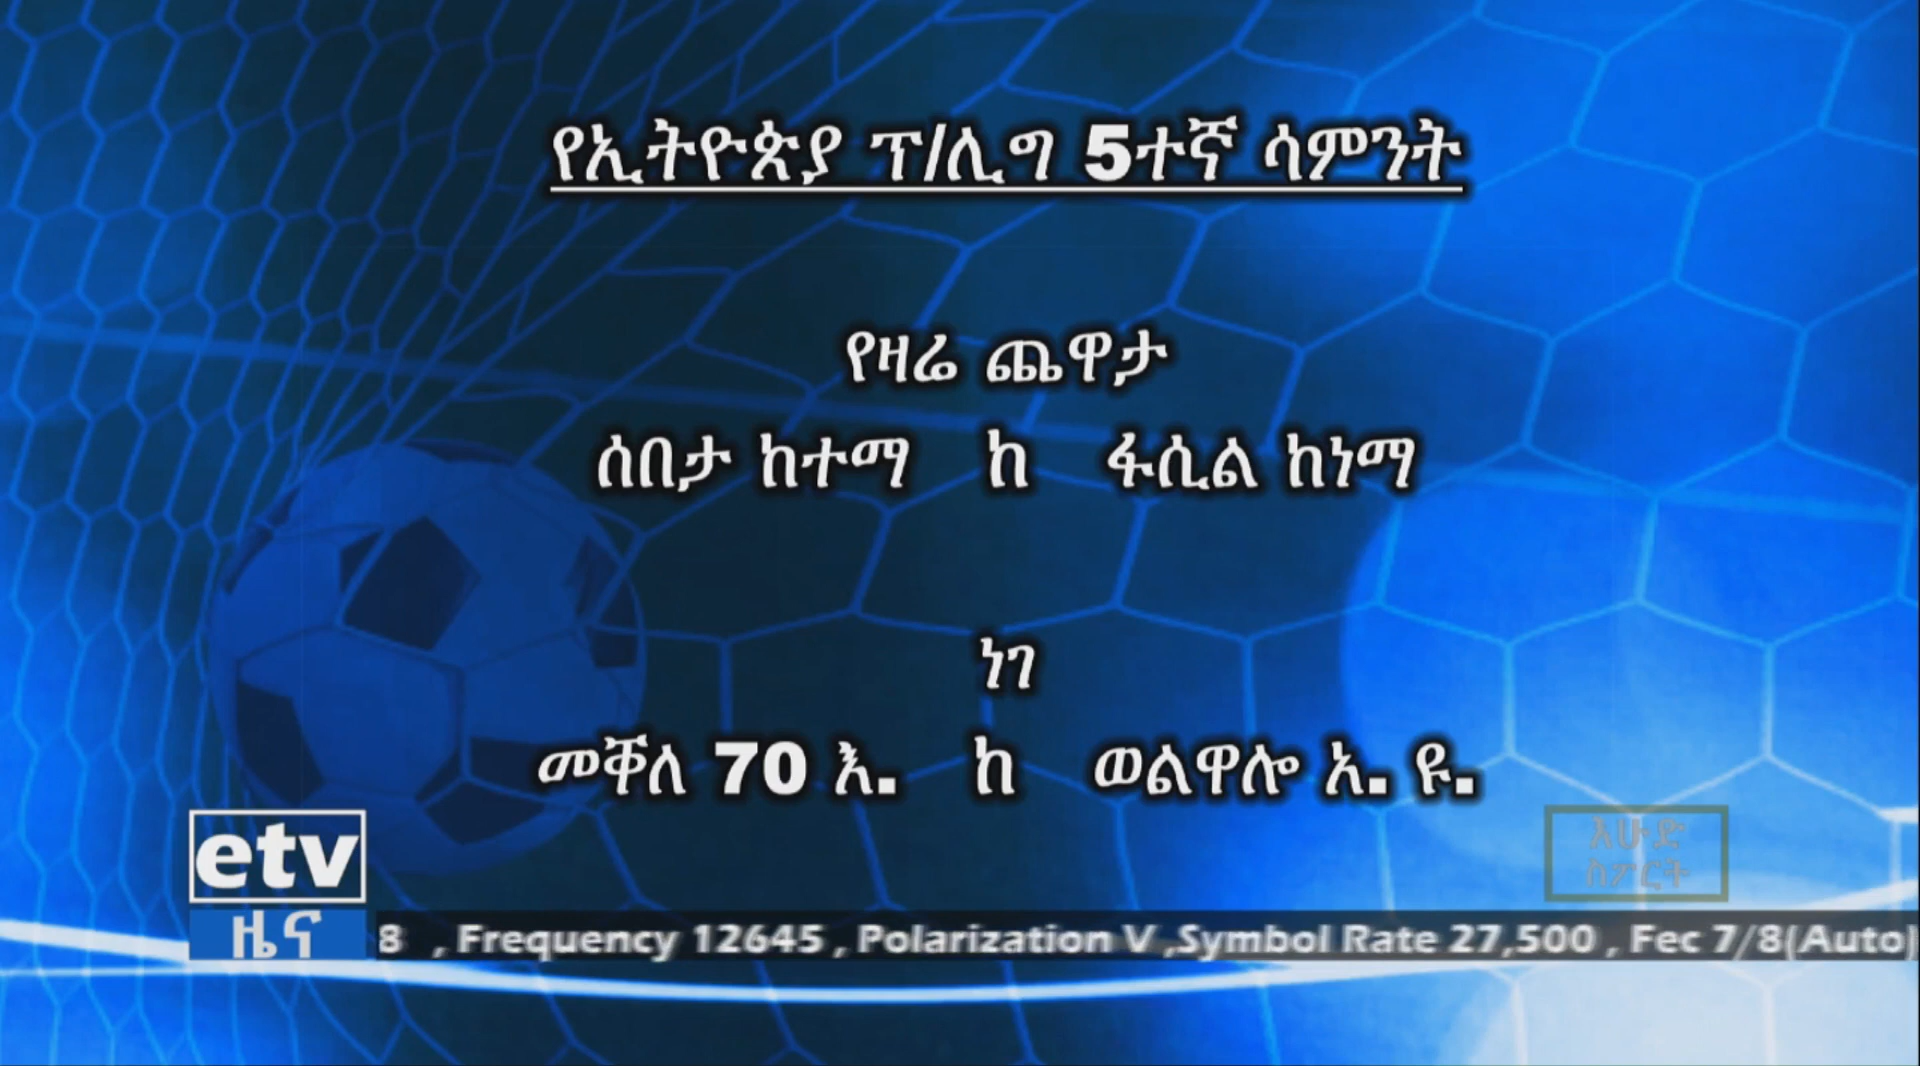 የኢትዮጵያ ፕ/ሊግ 5ተኛ ሳምንት
የዛሬ ጨዋታ
ሰበታ ከተማ ከ ፋሲል ከነማ
ነገ
መቐለ 70 እ. ከ ወልዋሎ አ. ዩ.
etv
ዜና
እሁድ
ስፖርት
8 , Frequency 12645 , Polarization V ,Symbol Rate 27,500 , Fec 7/8(Auto)